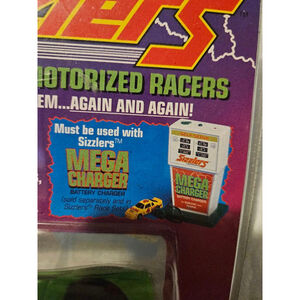 zlers
MOTORIZED RACERS
EM...AGAIN AND AGAIN!
Must be used with
Sizzlers™
MEGA
CHARGER
BATTERY CHARGER
(sold separately and in
Sizzlers® Race Sets)
Sizzlers
MEGA
CHARGER